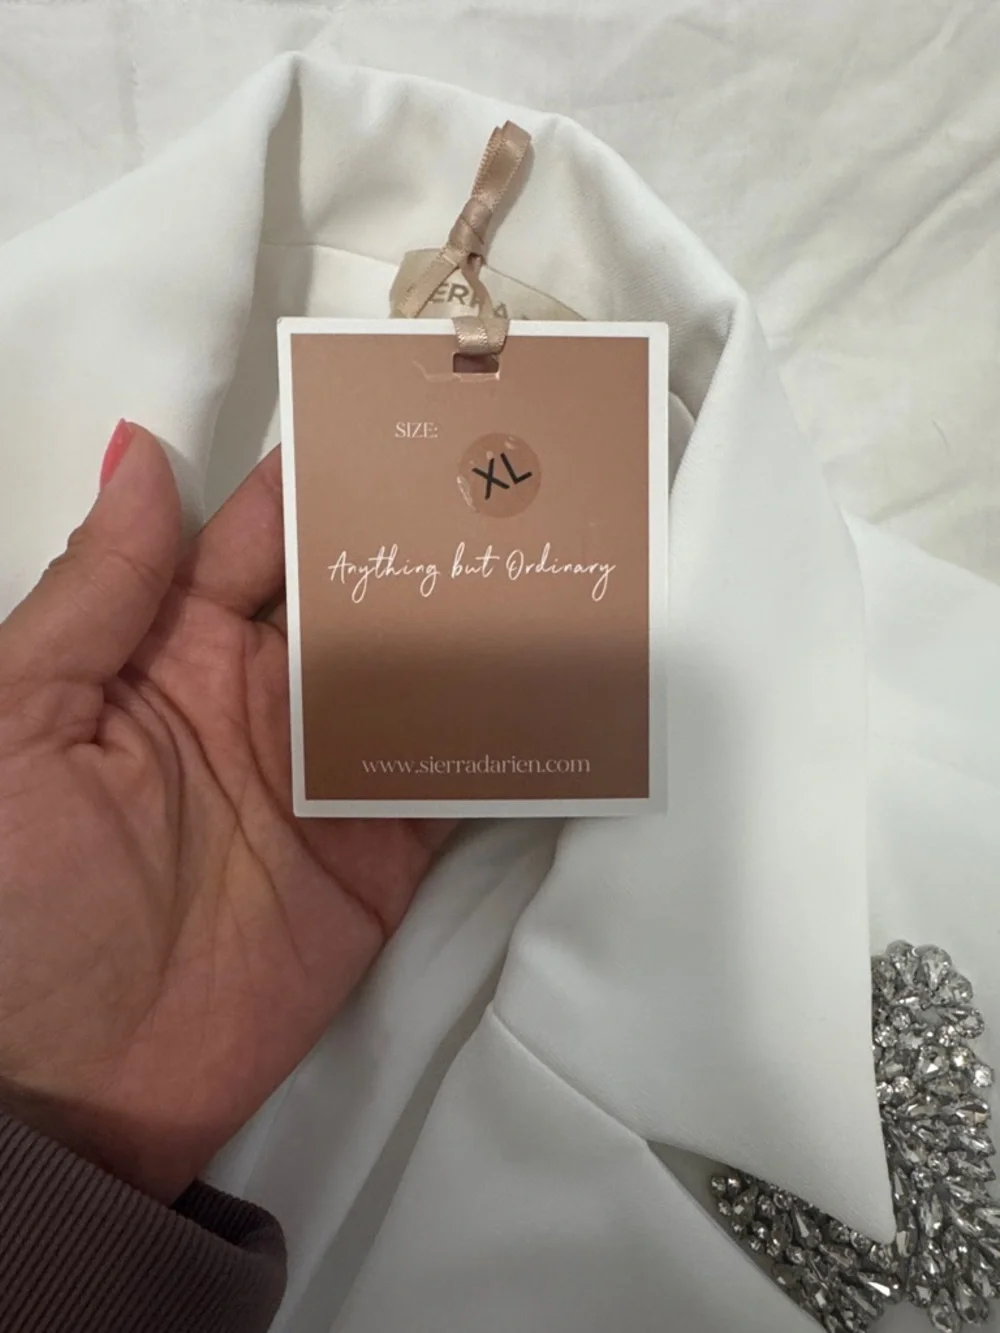 SIZE:
XL
Anything but Ordinary
www.sierradarien.com